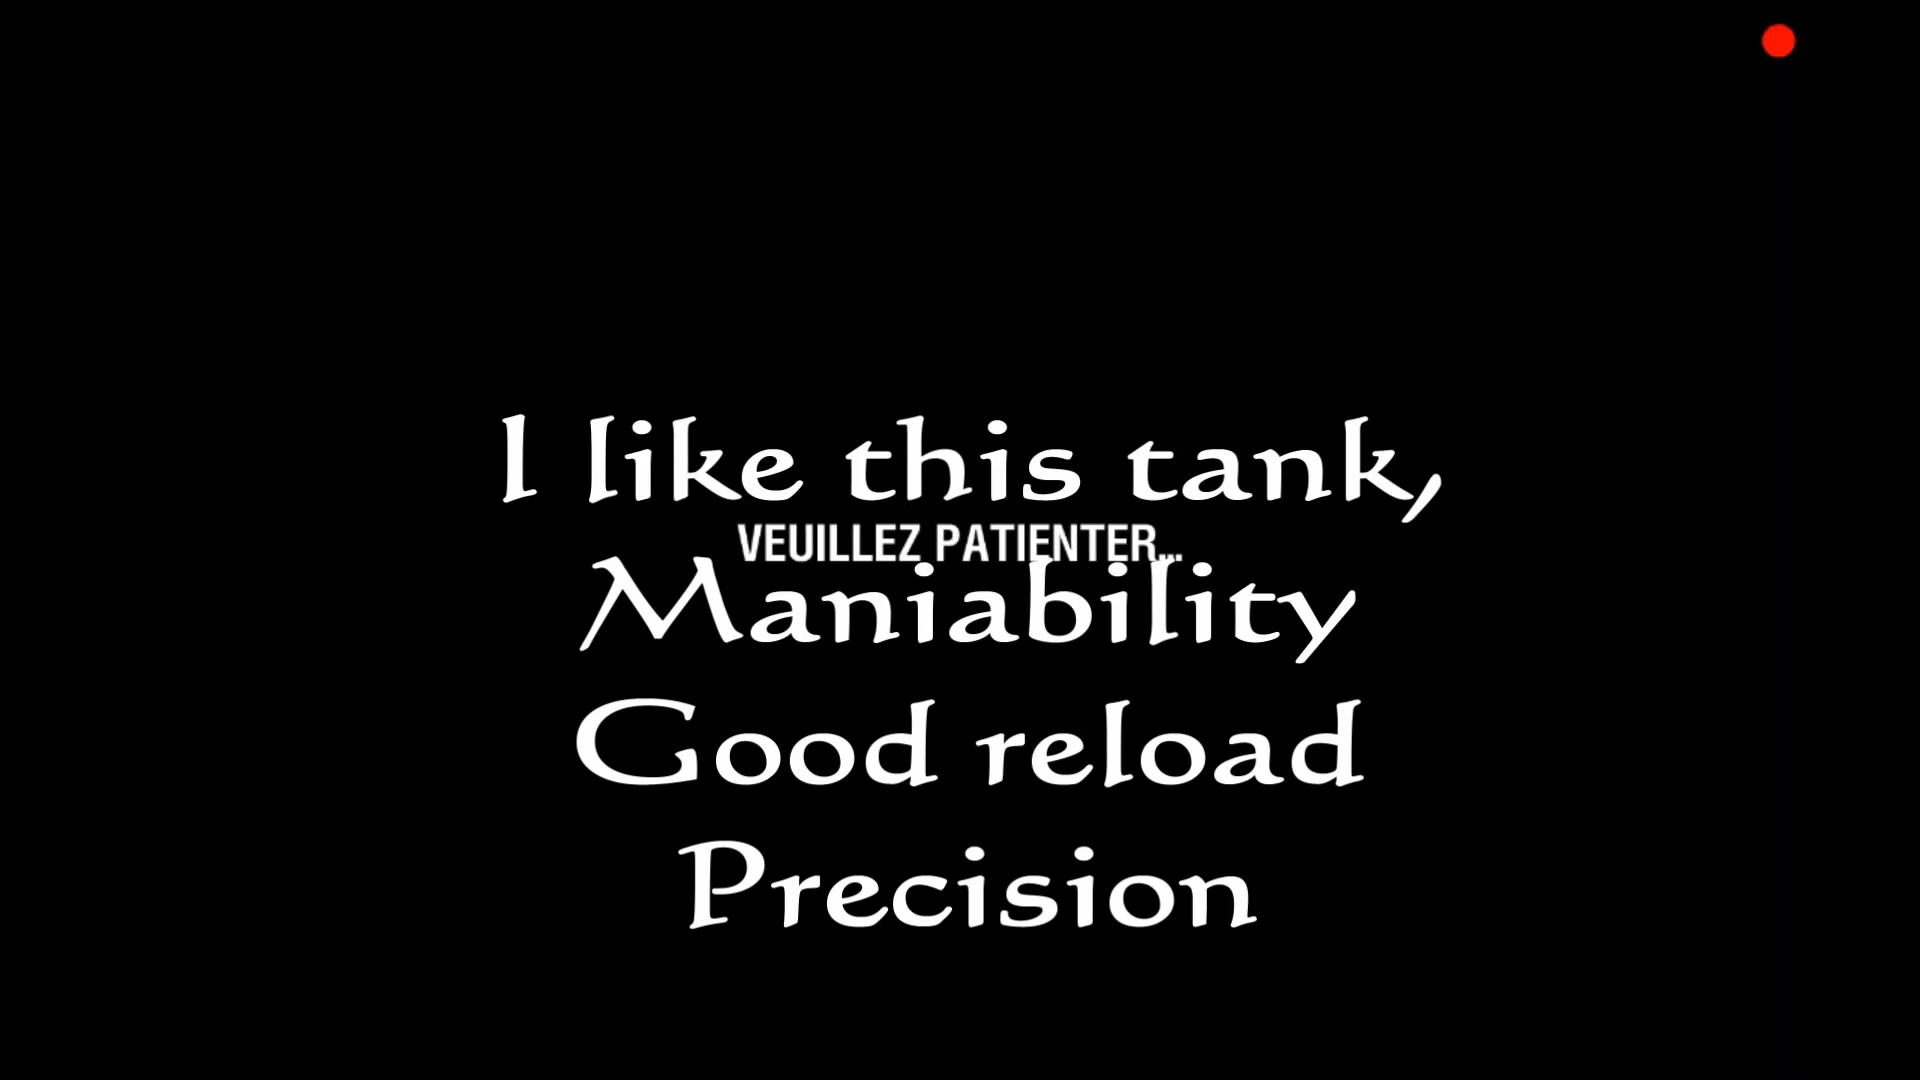 I like this tank,
VEUILLEZ PATIENTER...
Maniability
Good reload
Precision